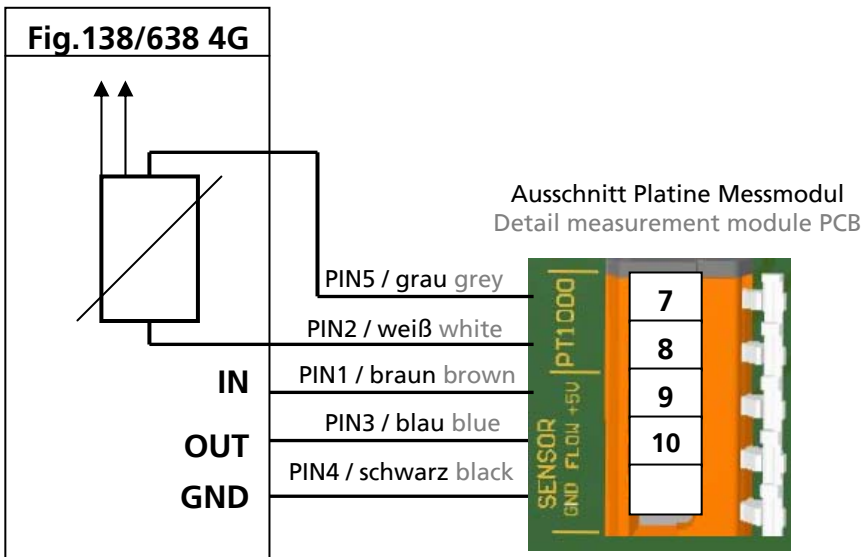 Fig.138/638 4G
Ausschnitt Platine Messmodul
Detail measurement module PCB
PIN5 / grau grey
PIN2 / weiß white
IN
PIN1 / braun brown
OUT
PIN3 / blau blue
GND
PIN4 / schwarz black
PT1000
SENSOR
GND FLOW +5V
7
8
9
10